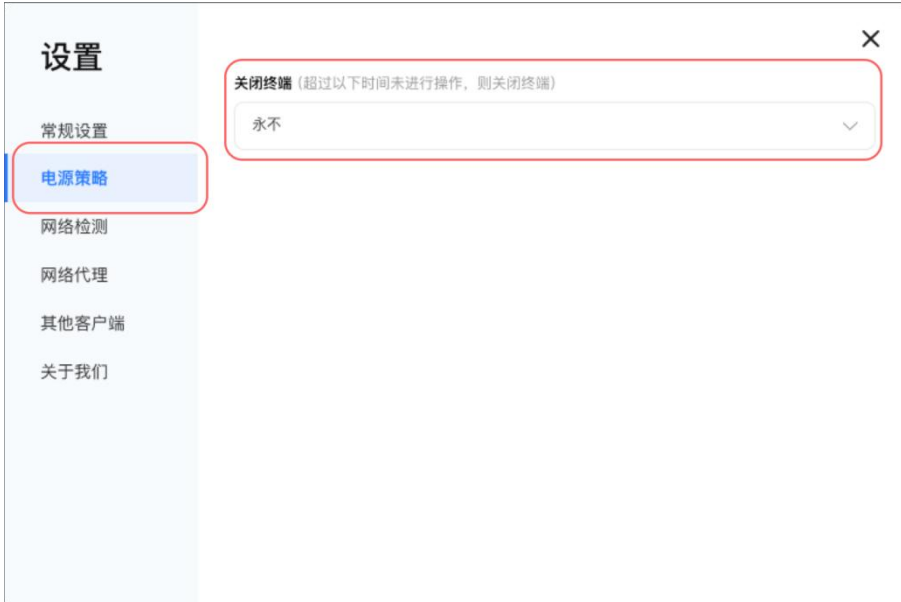 设置
常规设置
电源策略
网络检测
网络代理
其他客户端
关于我们
关闭终端（超过以下时间未进行操作，则关闭终端）
永不